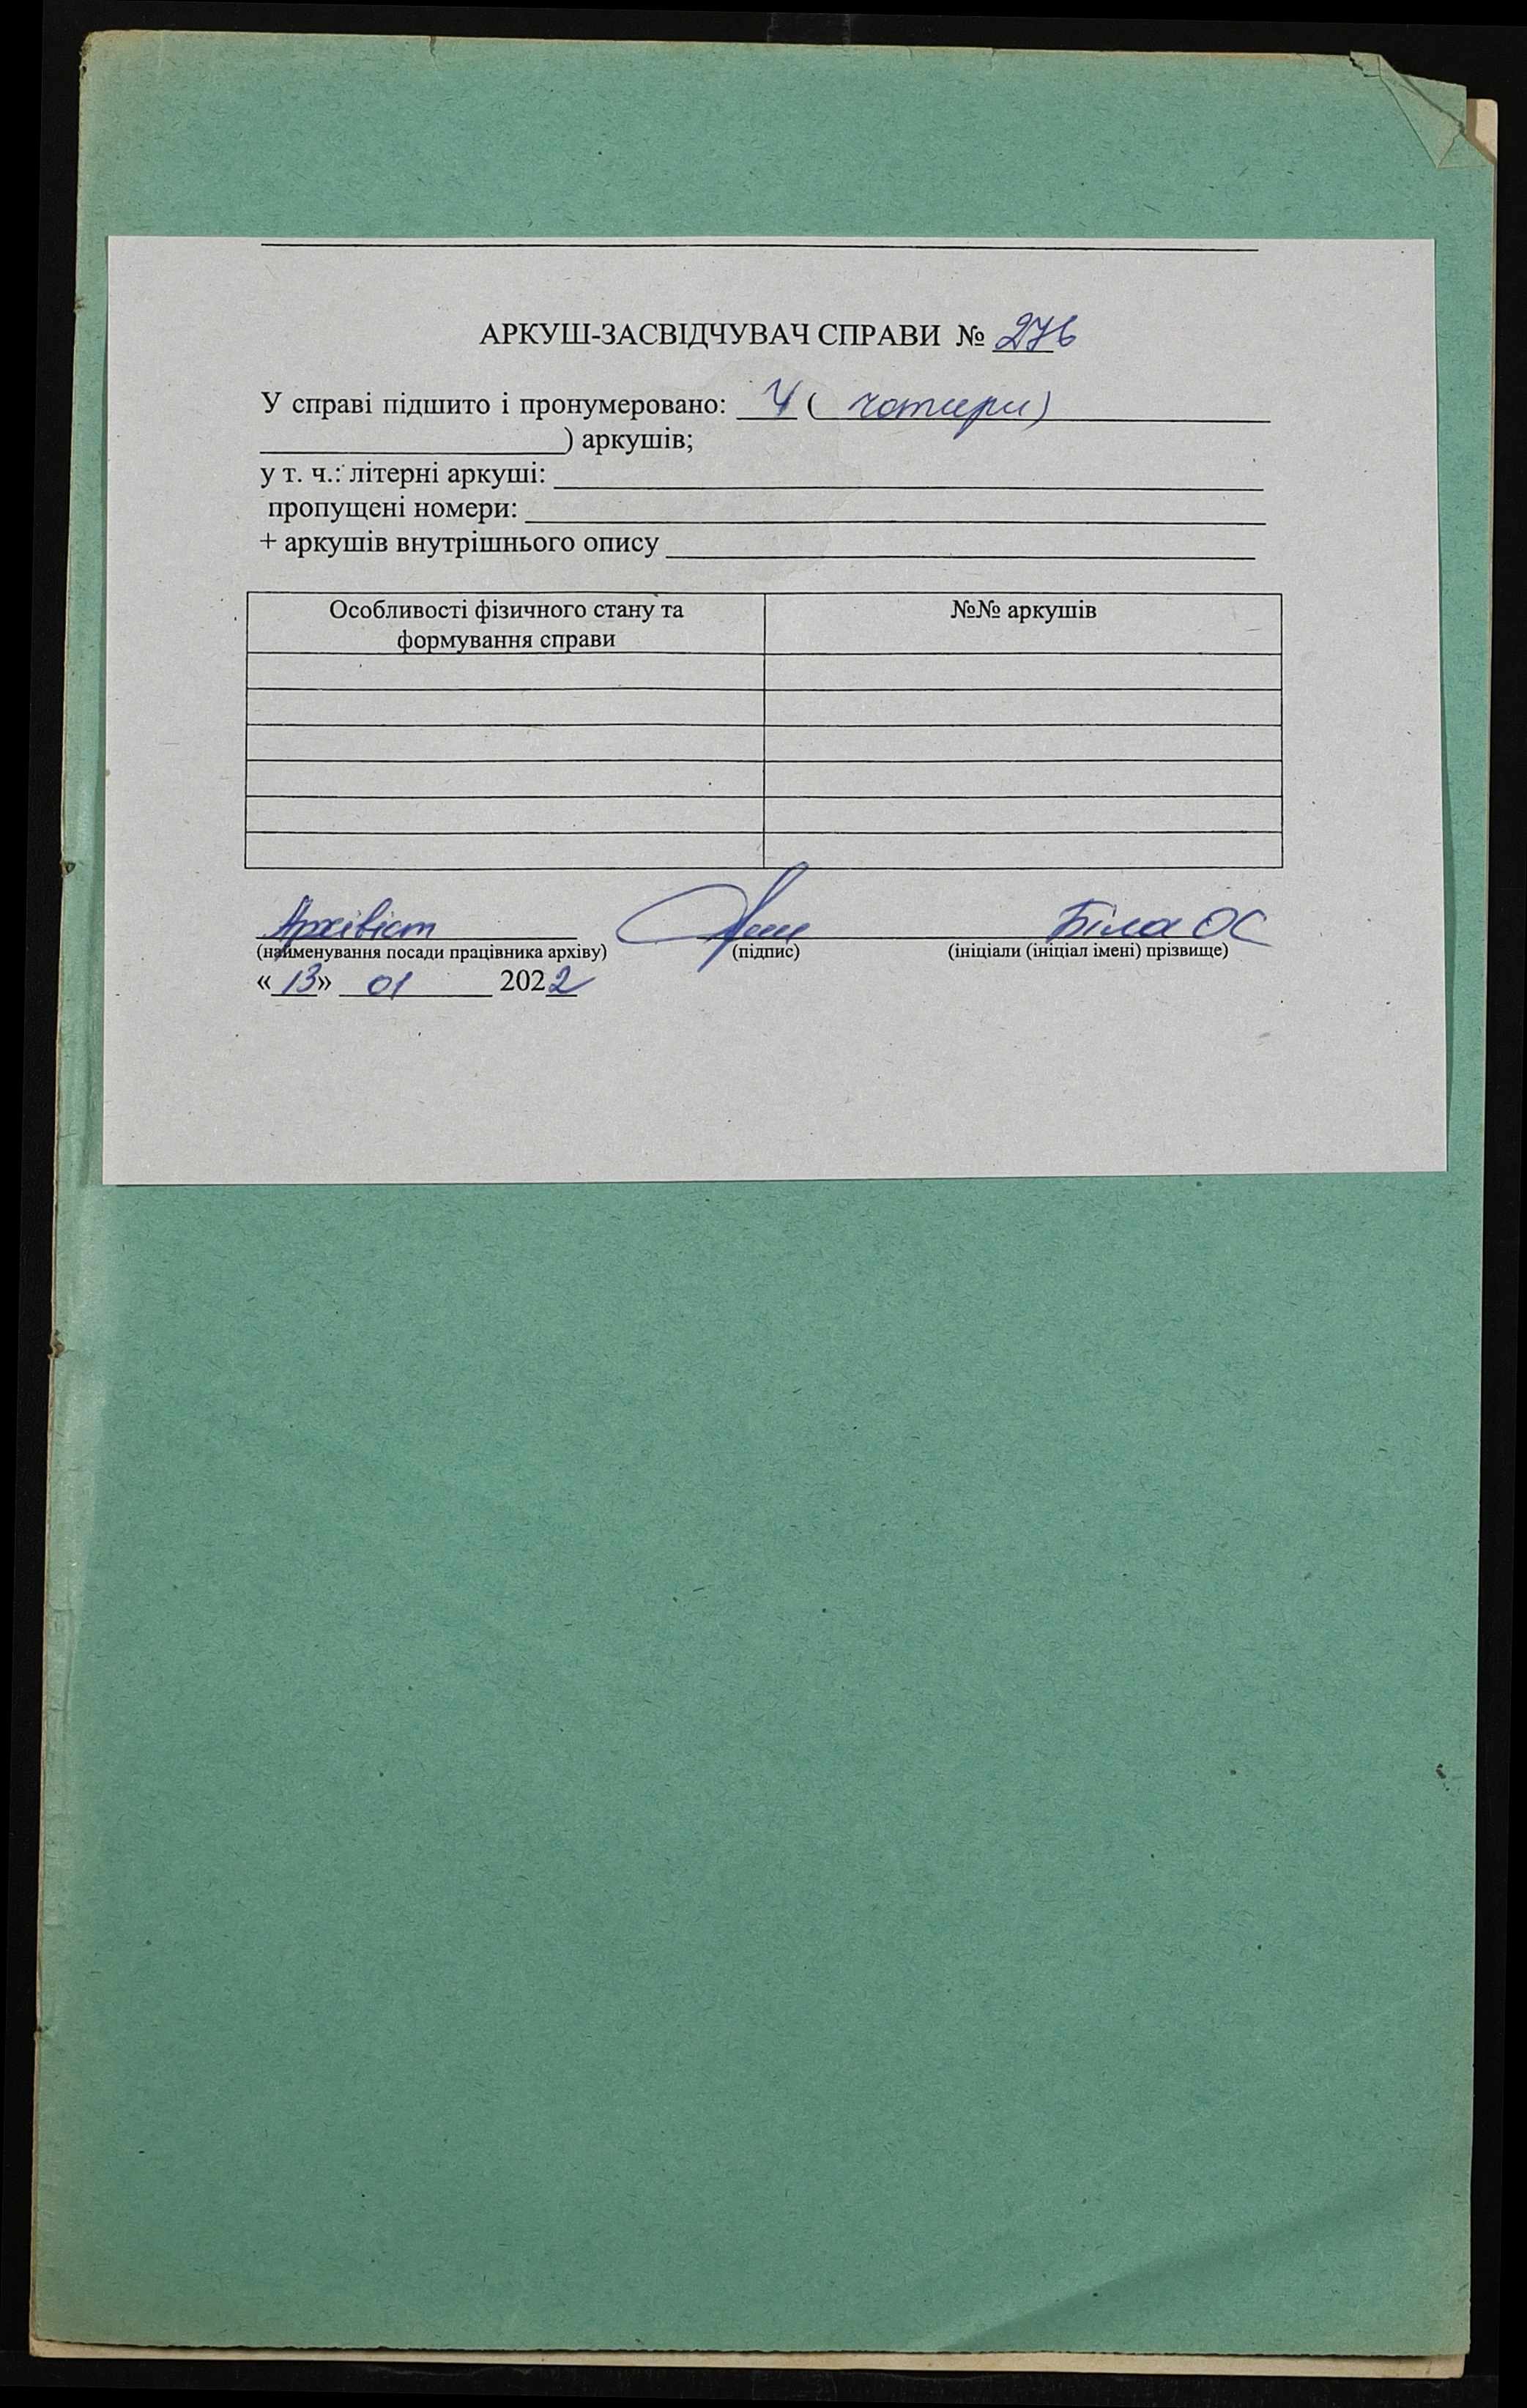 АРКУШ-ЗАСВІДЧУВАЧ СПРАВИ № 276
У справі підшито і пронумеровано: 4 ( чотири)
) аркушів;
у т. ч.: літерні аркуші:
пропущені номери:
+ аркушів внутрішнього опису
Особливості фізичного стану та формування справи №№ аркушів
Архівіст Біла ОС
(найменування посади працівника архіву) (підпис) (ініціали (ініціал імені) прізвище)
« 13» 01 2022